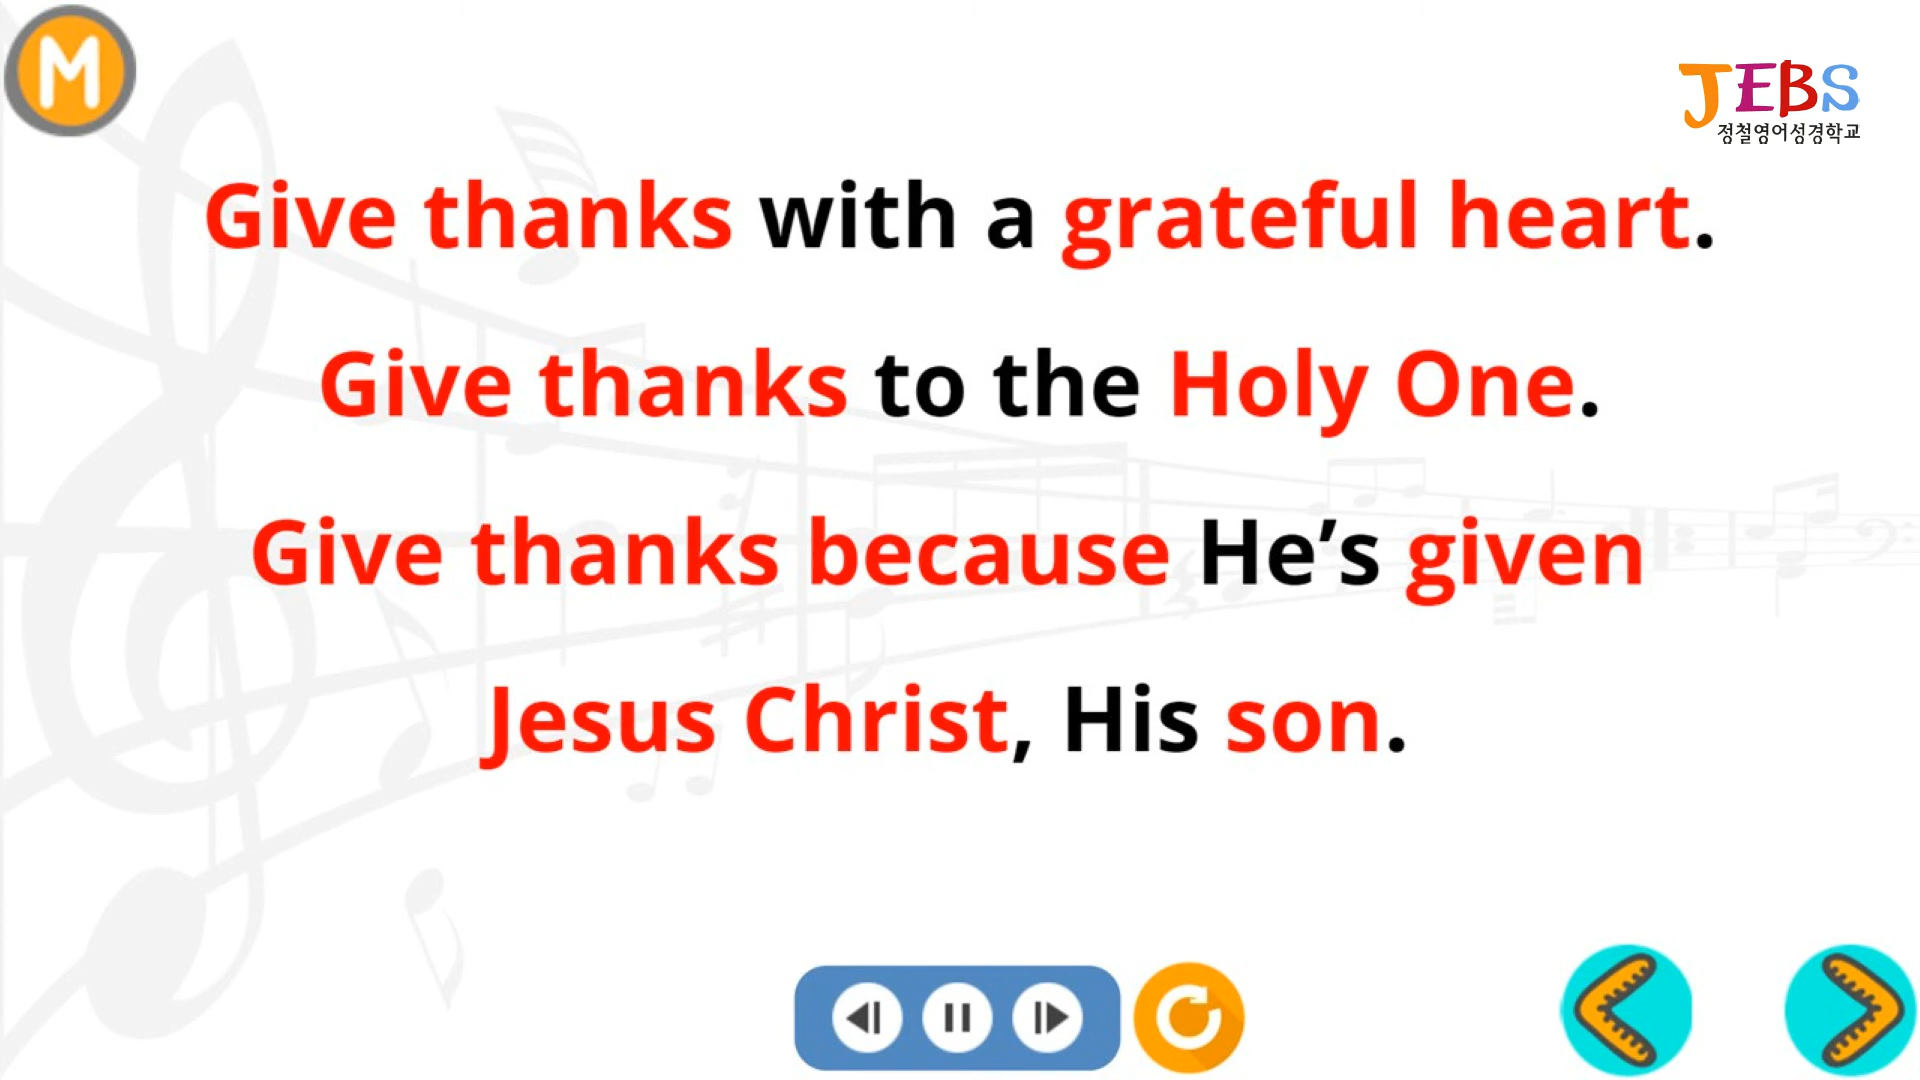 M
JEBS
정철영어성경학교
Give thanks with a grateful heart.
Give thanks to the Holy One.
Give thanks because He’s given
Jesus Christ, His son.